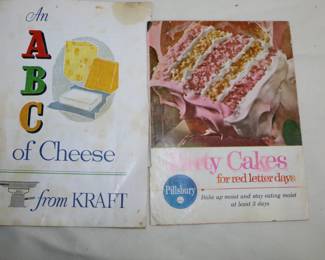 An
A
B
C
of Cheese
from KRAFT
Party Cakes
for red letter days
Pillsbury
Bake up moist and stay eating moist
at least 3 days